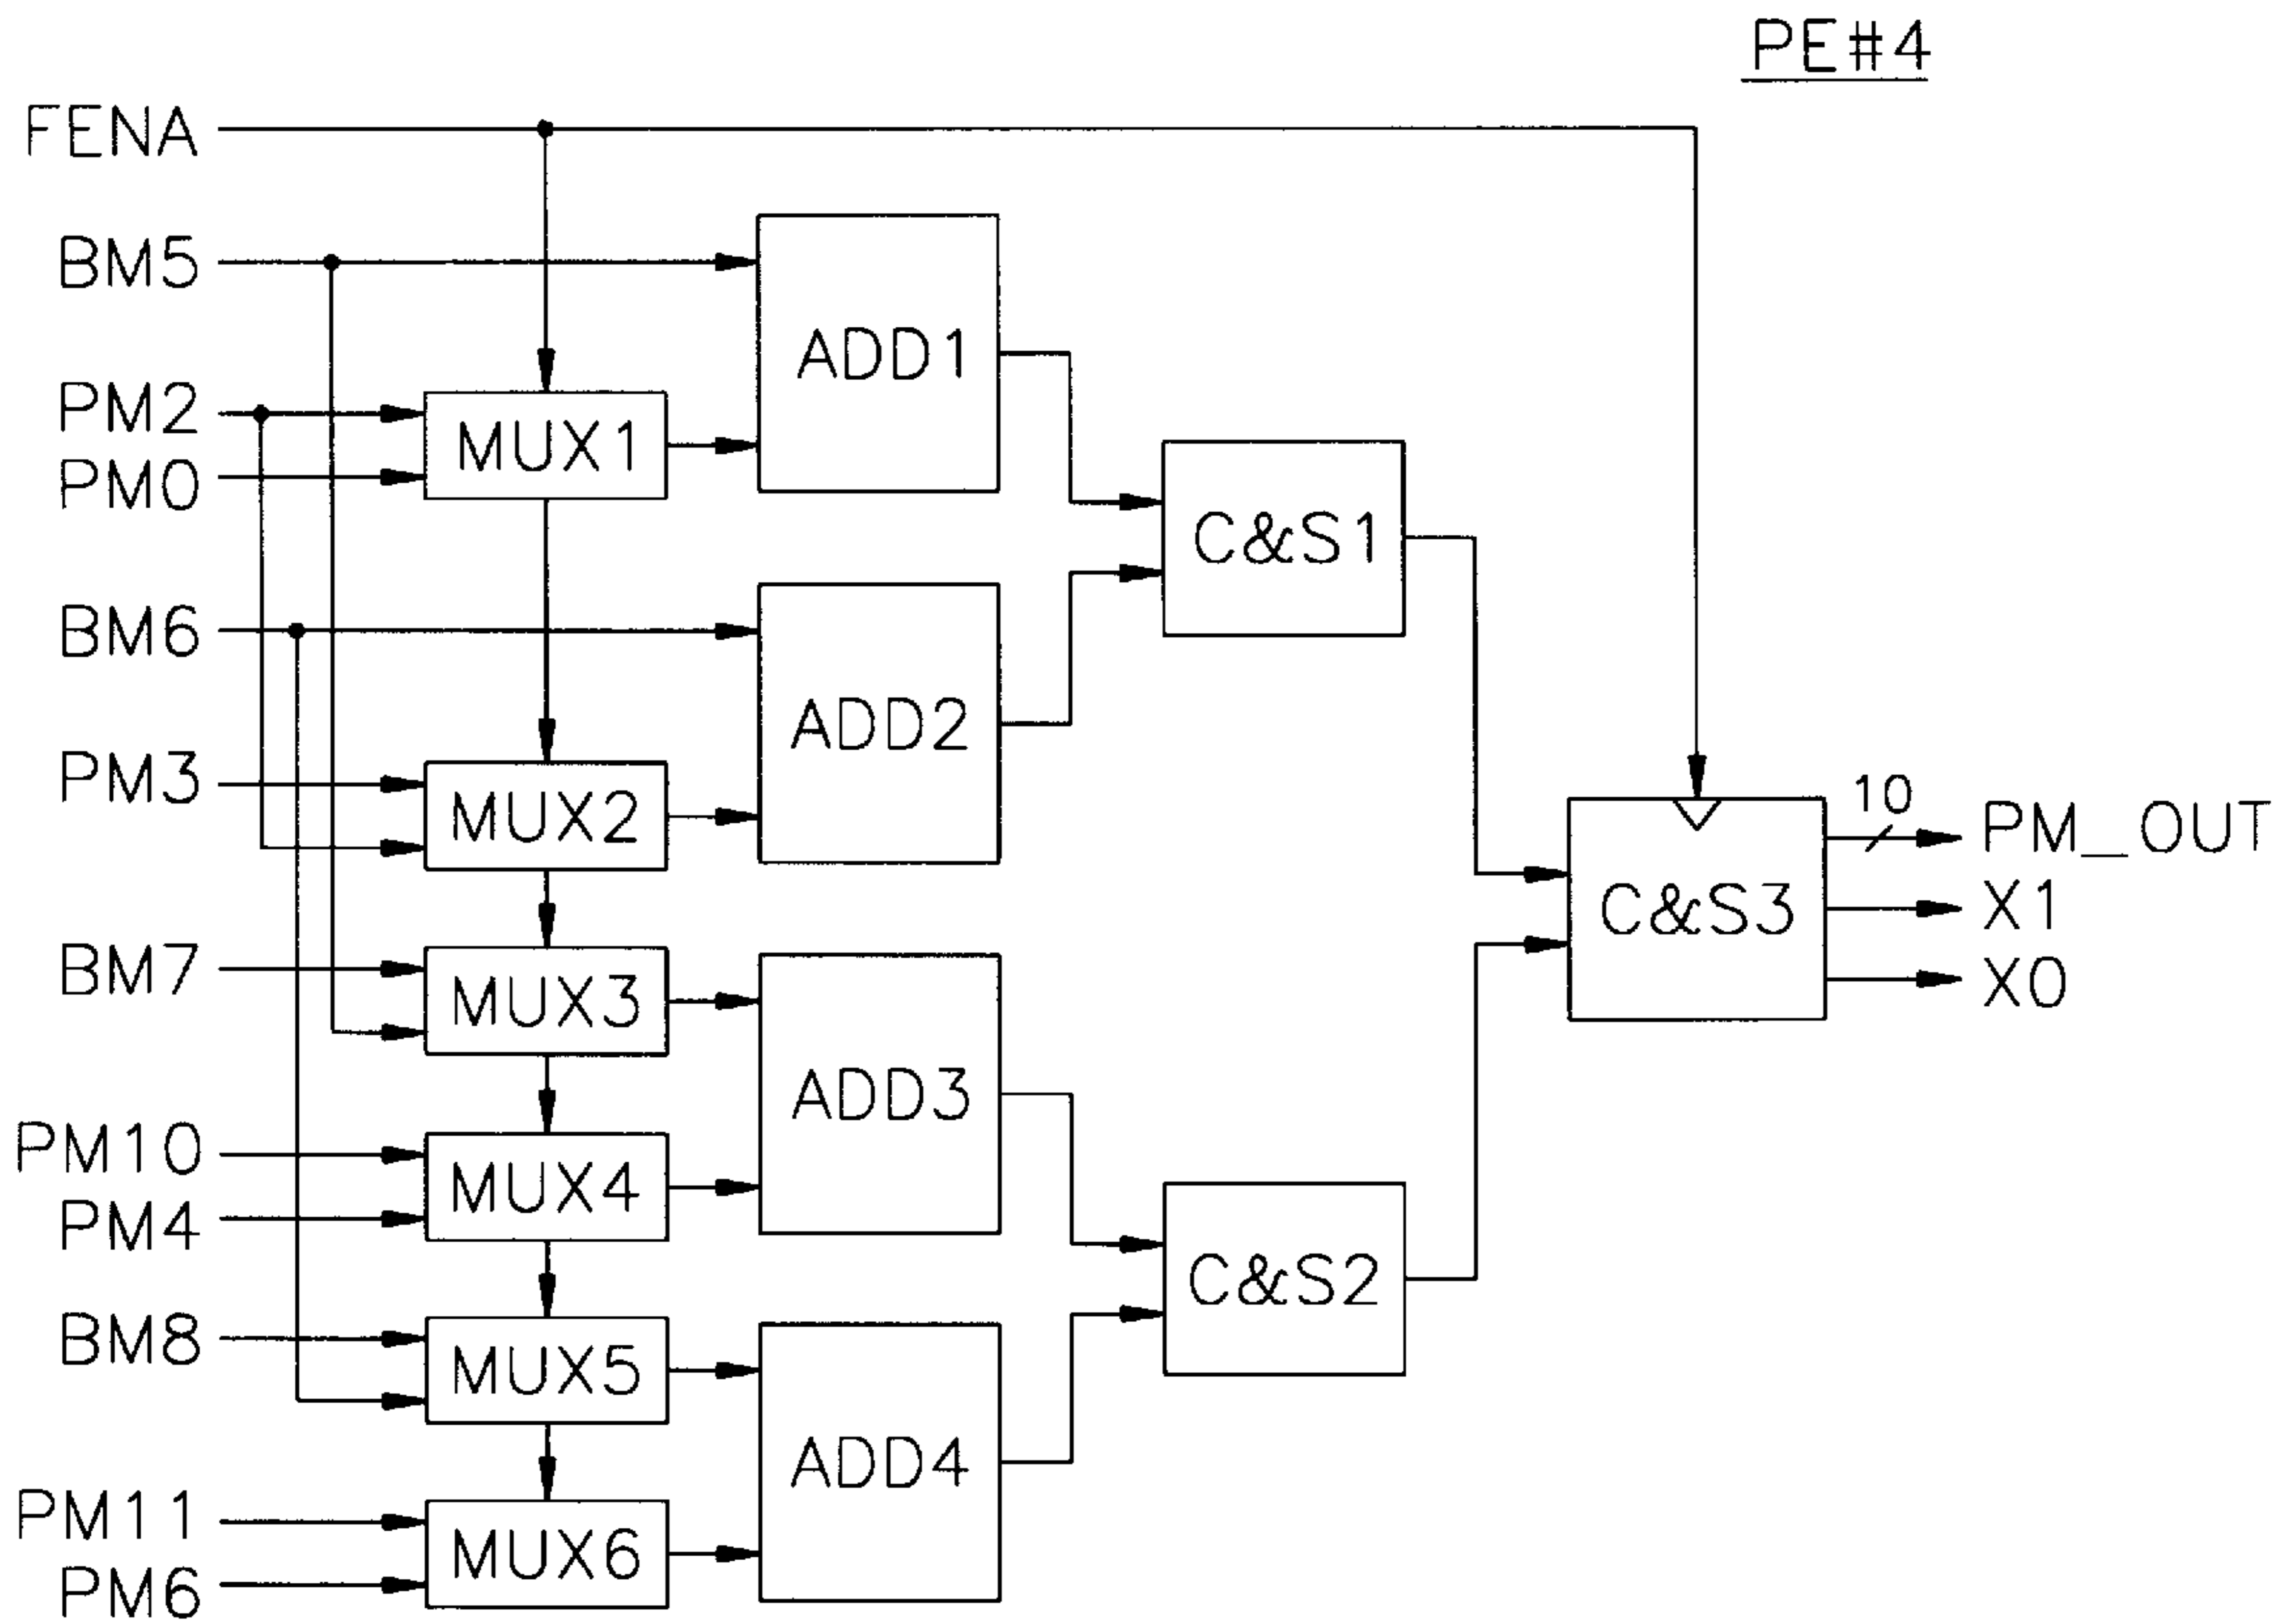 PE#4
FENA
BM5
ADD1
PM2
MUX1
PM0
C&S1
BM6
ADD2
PM3
MUX2
10
PM_OUT
C&S3
X1
X0
BM7
MUX3
ADD3
PM10
MUX4
PM4
C&S2
BM8
MUX5
ADD4
PM11
MUX6
PM6